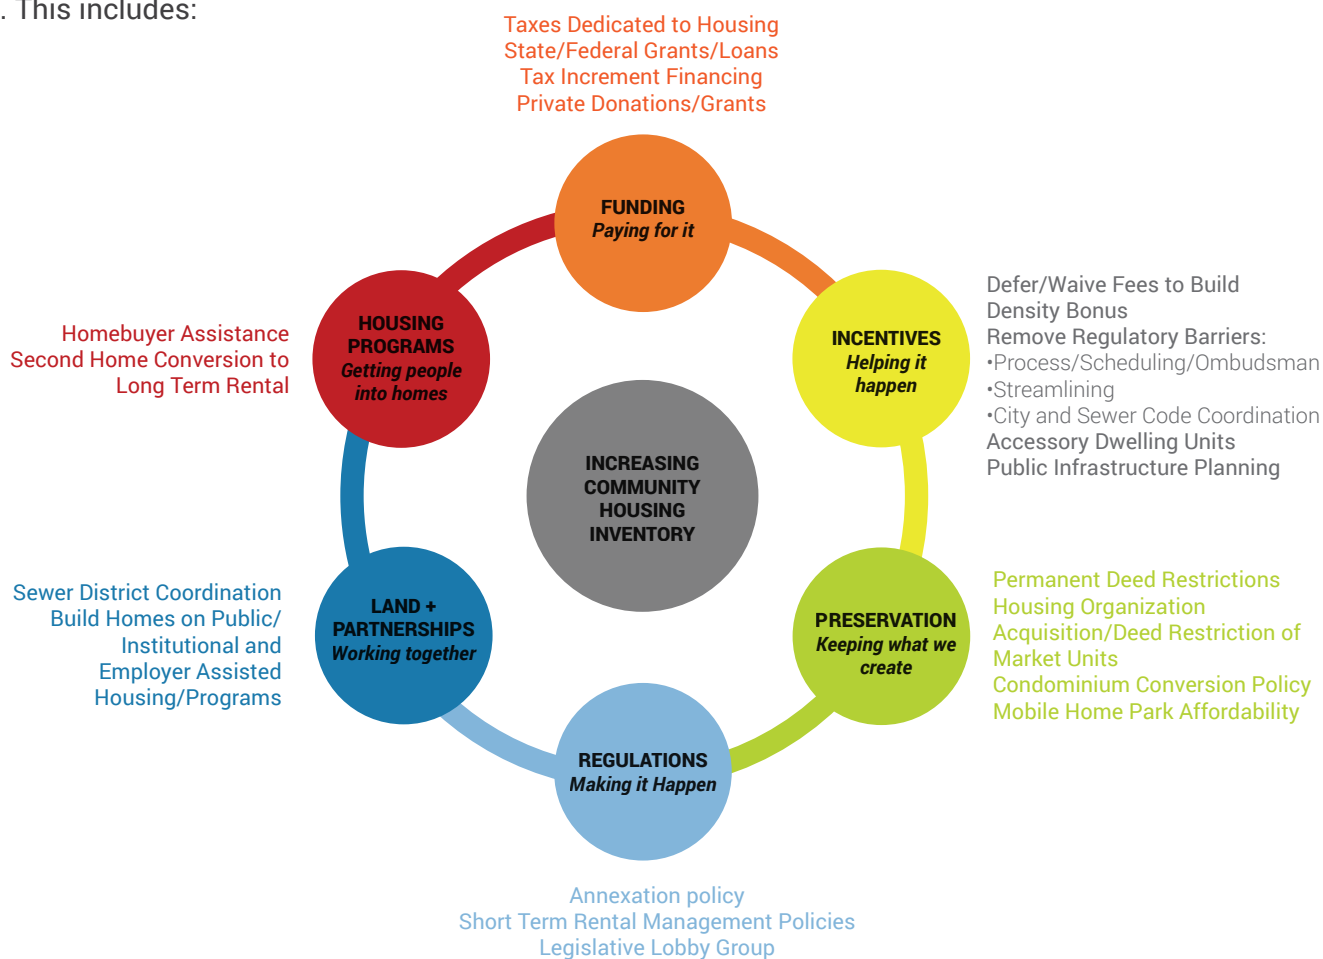 . This includes:
Taxes Dedicated to Housing
State/Federal Grants/Loans
Tax Increment Financing
Private Donations/Grants
FUNDING
Paying for it
INCENTIVES
Helping it
happen
Defer/Waive Fees to Build
Density Bonus
Remove Regulatory Barriers:
•Process/Scheduling/Ombudsman
•Streamlining
•City and Sewer Code Coordination
Accessory Dwelling Units
Public Infrastructure Planning
HOUSING
PROGRAMS
Getting people
into homes
Homebuyer Assistance
Second Home Conversion to
Long Term Rental
INCREASING
COMMUNITY
HOUSING
INVENTORY
LAND +
PARTNERSHIPS
Working together
Sewer District Coordination
Build Homes on Public/
Institutional and
Employer Assisted
Housing/Programs
PRESERVATION
Keeping what we
create
Permanent Deed Restrictions
Housing Organization
Acquisition/Deed Restriction of
Market Units
Condominium Conversion Policy
Mobile Home Park Affordability
REGULATIONS
Making it Happen
Annexation policy
Short Term Rental Management Policies
Legislative Lobby Group